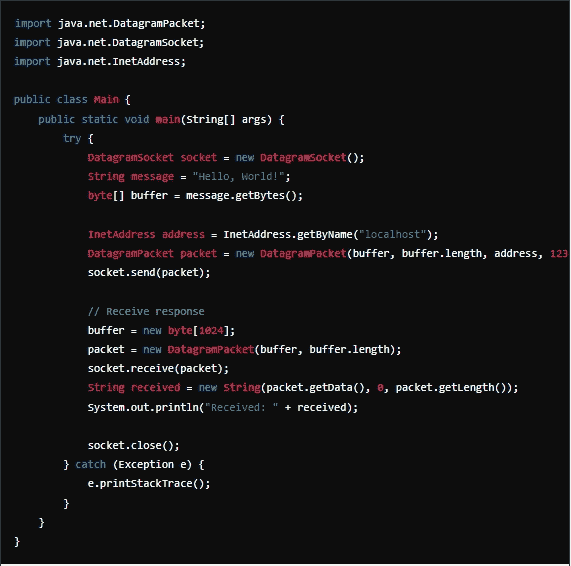 import java.net.DatagramPacket;
import java.net.DatagramSocket;
import java.net.InetAddress;
public class Main {
public static void main(String[] args) {
try {
DatagramSocket socket = new DatagramSocket();
String message = "Hello, World!";
byte[] buffer = message.getBytes();
InetAddress address = InetAddress.getByName("localhost");
DatagramPacket packet = new DatagramPacket(buffer, buffer.length, address, 123
socket.send(packet);
// Receive response
buffer = new byte[1024];
packet = new DatagramPacket(buffer, buffer.length);
socket.receive(packet);
String received = new String(packet.getData(), 0, packet.getLength());
System.out.println("Received: " + received);
socket.close();
} catch (Exception e) {
e.printStackTrace();
}
}
}